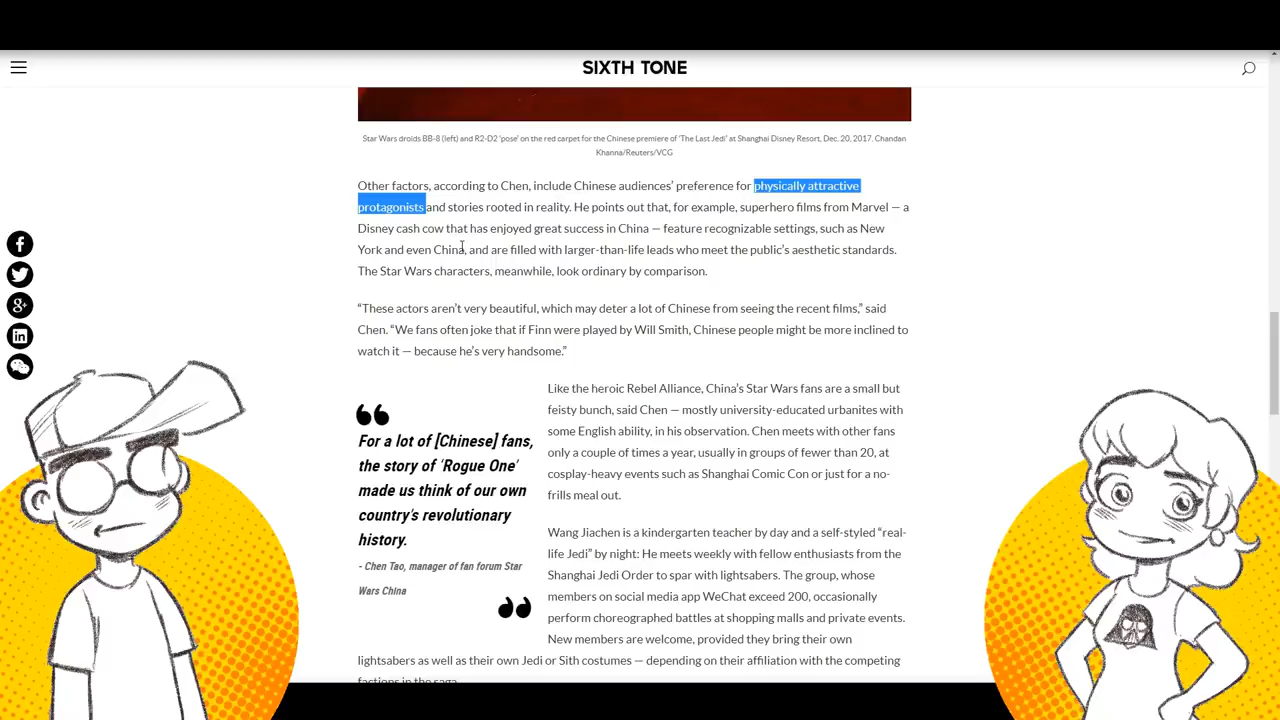 SIXTH TONE
Star Wars droids BB-8 (left) and R2-D2 'pose' on the red carpet for the Chinese premiere of 'The Last Jedi' at Shanghai Disney Resort, Dec. 20, 2017. Chandan
Khanna/Reuters/VCG
Other factors, according to Chen, include Chinese audiences’ preference for physically attractive
protagonists and stories rooted in reality. He points out that, for example, superhero films from Marvel — a
Disney cash cow that has enjoyed great success in China — feature recognizable settings, such as New
York and even China, and are filled with larger-than-life leads who meet the public’s aesthetic standards.
The Star Wars characters, meanwhile, look ordinary by comparison.
“These actors aren’t very beautiful, which may deter a lot of Chinese from seeing the recent films,” said
Chen. “We fans often joke that if Finn were played by Will Smith, Chinese people might be more inclined to
watch it — because he’s very handsome.”
For a lot of [Chinese] fans,
the story of ‘Rogue One’
made us think of our own
country’s revolutionary
history.
- Chen Tao, manager of fan forum Star
Wars China
Like the heroic Rebel Alliance, China’s Star Wars fans are a small but
feisty bunch, said Chen — mostly university-educated urbanites with
some English ability, in his observation. Chen meets with other fans
only a couple of times a year, usually in groups of fewer than 20, at
cosplay-heavy events such as Shanghai Comic Con or just for a no-
frills meal out.
Wang Jiachen is a kindergarten teacher by day and a self-styled “real-
life Jedi” by night: He meets weekly with fellow enthusiasts from the
Shanghai Jedi Order to spar with lightsabers. The group, whose
members on social media app WeChat exceed 200, occasionally
perform choreographed battles at shopping malls and private events.
New members are welcome, provided they bring their own
lightsabers as well as their own Jedi or Sith costumes — depending on their affiliation with the competing
factions in the saga.